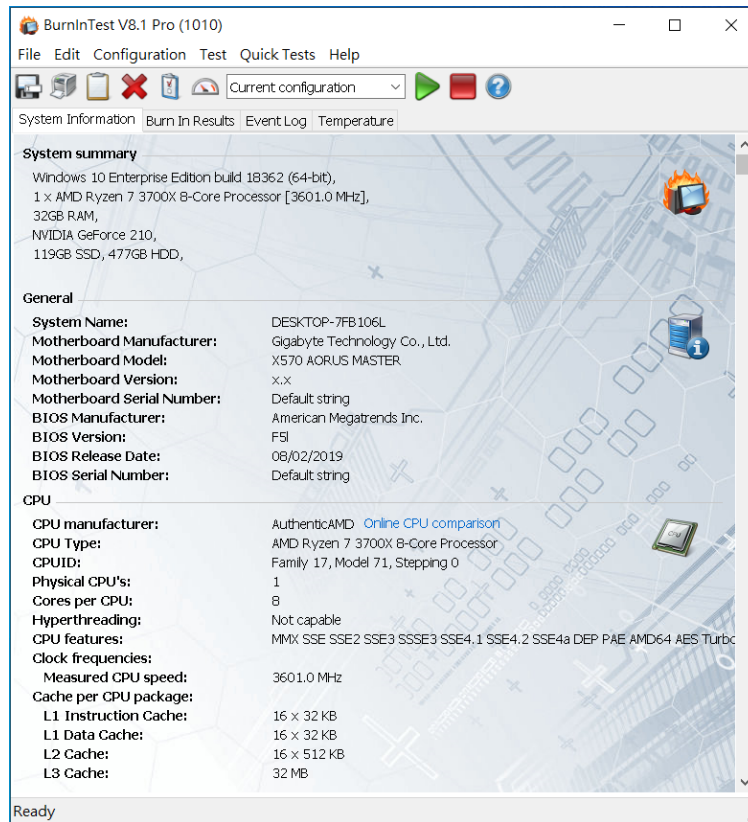 BurnInTest V8.1 Pro (1010)
File Edit Configuration Test Quick Tests Help
Current configuration
System Information Burn In Results Event Log Temperature
System summary
Windows 10 Enterprise Edition build 18362 (64-bit),
1 x AMD Ryzen 7 3700X 8-Core Processor [3601.0 MHz],
32GB RAM,
NVIDIA GeForce 210,
119GB SSD, 477GB HDD,
General
System Name: DESKTOP-7FB106L
Motherboard Manufacturer: Gigabyte Technology Co., Ltd.
Motherboard Model: X570 AORUS MASTER
Motherboard Version: x.x
Motherboard Serial Number: Default string
BIOS Manufacturer: American Megatrends Inc.
BIOS Version: F5l
BIOS Release Date: 08/02/2019
BIOS Serial Number: Default string
CPU
CPU manufacturer: AuthenticAMD Online CPU comparison
CPU Type: AMD Ryzen 7 3700X 8-Core Processor
CPUID: Family 17, Model 71, Stepping 0
Physical CPU's: 1
Cores per CPU: 8
Hyperthreading: Not capable
CPU features: MMX SSE SSE2 SSE3 SSSE3 SSE4.1 SSE4.2 SSE4a DEP PAE AMD64 AES Turbo
Clock frequencies:
Measured CPU speed: 3601.0 MHz
Cache per CPU package:
L1 Instruction Cache: 16 x 32 KB
L1 Data Cache: 16 x 32 KB
L2 Cache: 16 x 512 KB
L3 Cache: 32 MB
Ready